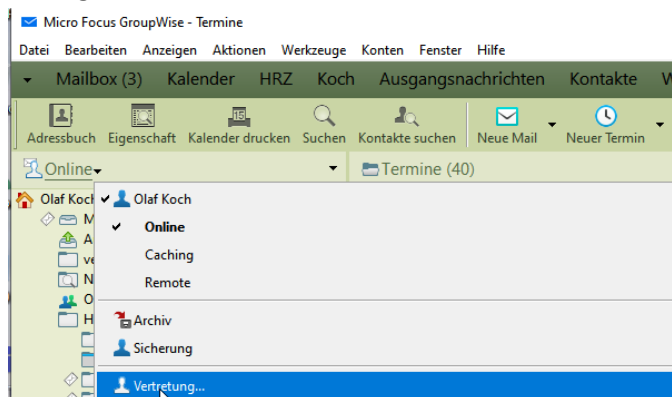 Micro Focus GroupWise - Termine
Datei Bearbeiten Anzeigen Aktionen Werkzeuge Konten Fenster Hilfe
Mailbox (3) Kalender HRZ Koch Ausgangsnachrichten Kontakte W
Adressbuch Eigenschaft Kalender drucken Suchen Kontakte suchen Neue Mail Neuer Termin
Online Termine (40)
Olaf Koch Olaf Koch
M Online
A
ve Caching
N Remote
O
H Archiv
Sicherung
Vertretung...